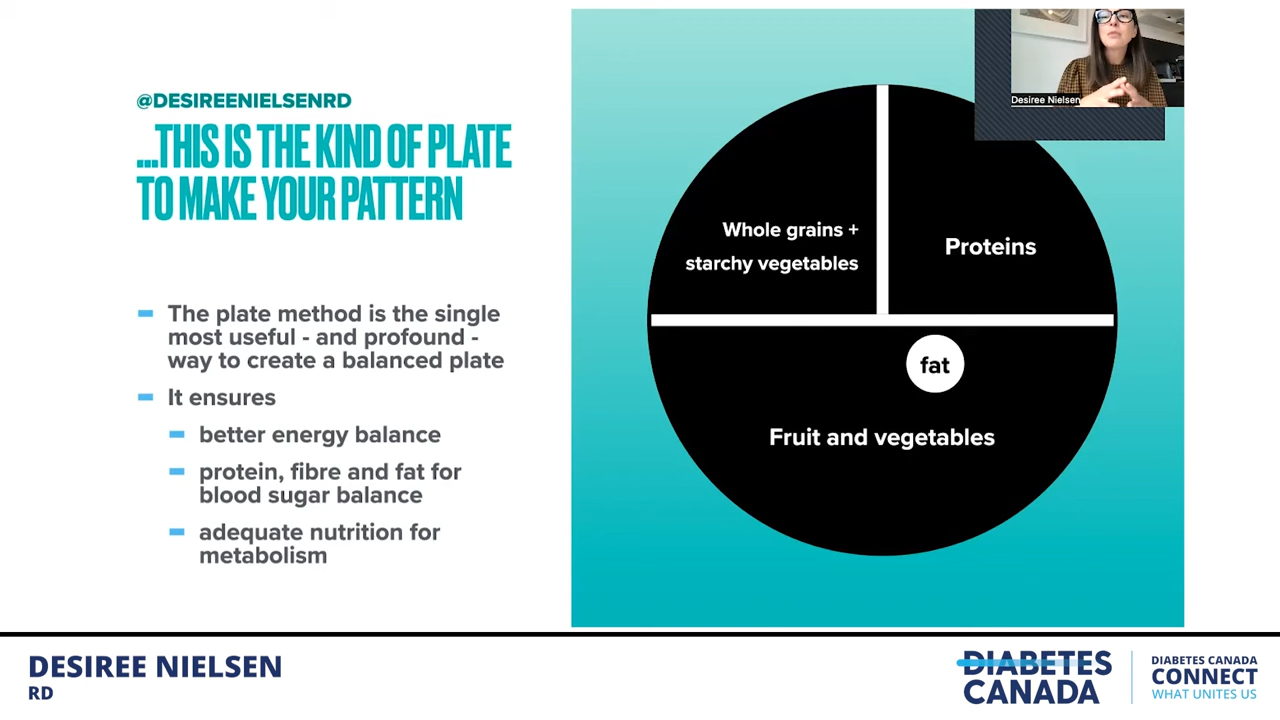 @DESIREENIELSENRD
...THIS IS THE KIND OF PLATE
TO MAKE YOUR PATTERN
The plate method is the single
most useful - and profound -
way to create a balanced plate
It ensures
better energy balance
protein, fibre and fat for
blood sugar balance
adequate nutrition for
metabolism
Whole grains +
starchy vegetables
Proteins
fat
Fruit and vegetables
Desiree Nielsen
DESIREE NIELSEN
RD
DIABETES
CANADA
DIABETES CANADA
CONNECT
WHAT UNITES US